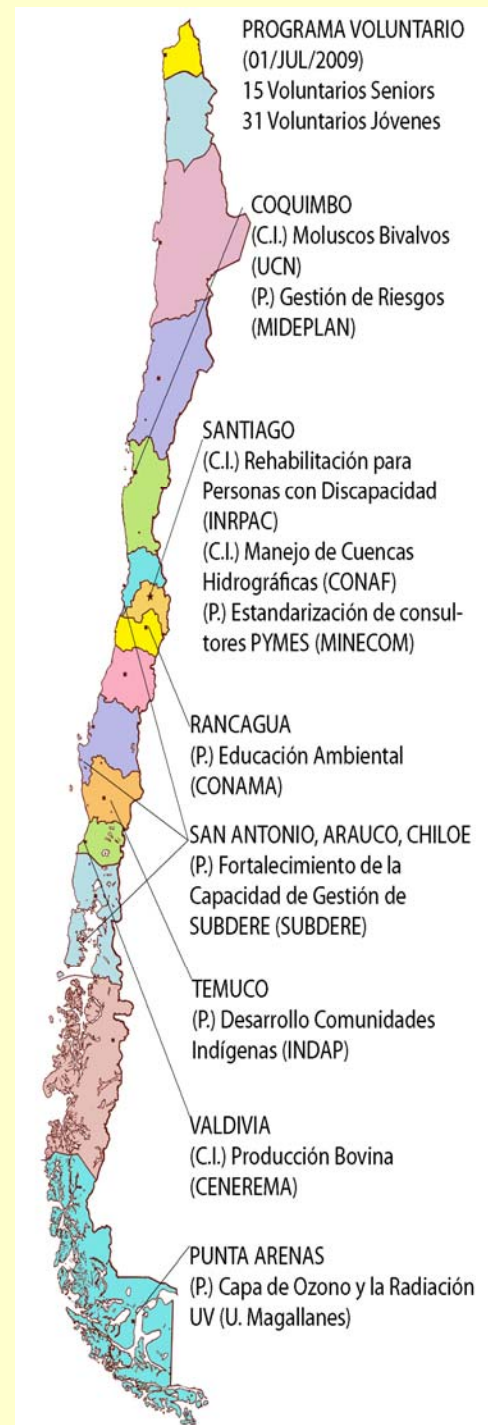 PROGRAMA VOLUNTARIO
(01/JUL/2009)
15 Voluntarios Seniors
31 Voluntarios Jóvenes
COQUIMBO
(C.I.) Moluscos Bivalvos
(UCN)
(P.) Gestión de Riesgos
(MIDEPLAN)
SANTIAGO
(C.I.) Rehabilitación para
Personas con Discapacidad
(INRPAC)
(C.I.) Manejo de Cuencas
Hidrográficas (CONAF)
(P.) Estandarización de consul-
tores PYMES (MINECOM)
RANCAGUA
(P.) Educación Ambiental
(CONAMA)
SAN ANTONIO, ARAUCO, CHILOE
(P.) Fortalecimiento de la
Capacidad de Gestión de
SUBDERE (SUBDERE)
TEMUCO
(P.) Desarrollo Comunidades
Indígenas (INDAP)
VALDIVIA
(C.I.) Producción Bovina
(CENEREMA)
PUNTA ARENAS
(P.) Capa de Ozono y la Radiación
UV (U. Magallanes)